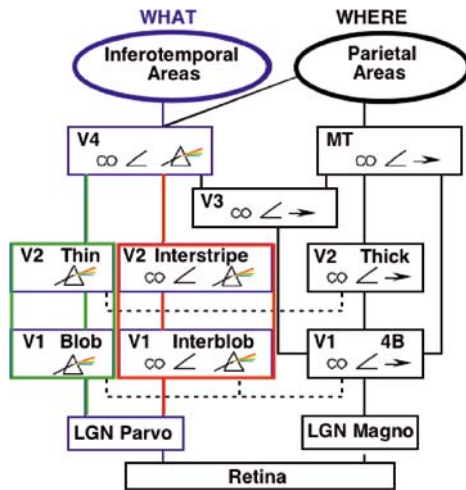 WHAT
WHERE
Inferotemporal
Areas
Parietal
Areas
V4
MT
V3
V2 Thin
V2 Interstripe
V2 Thick
V1 Blob
V1 Interblob
V1 4B
LGN Parvo
LGN Magno
Retina